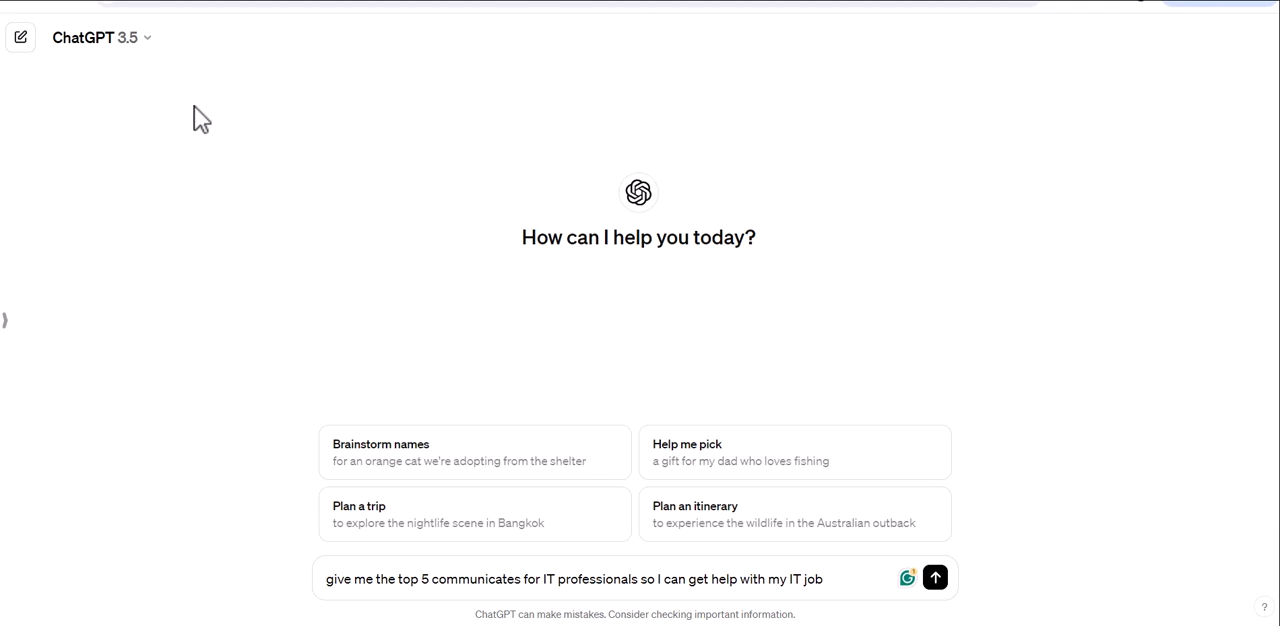 ChatGPT 3.5
How can I help you today?
Brainstorm names
for an orange cat we're adopting from the shelter
Help me pick
a gift for my dad who loves fishing
Plan a trip
to explore the nightlife scene in Bangkok
Plan an itinerary
to experience the wildlife in the Australian outback
give me the top 5 communicates for IT professionals so I can get help with my IT job
1
ChatGPT can make mistakes. Consider checking important information.
?